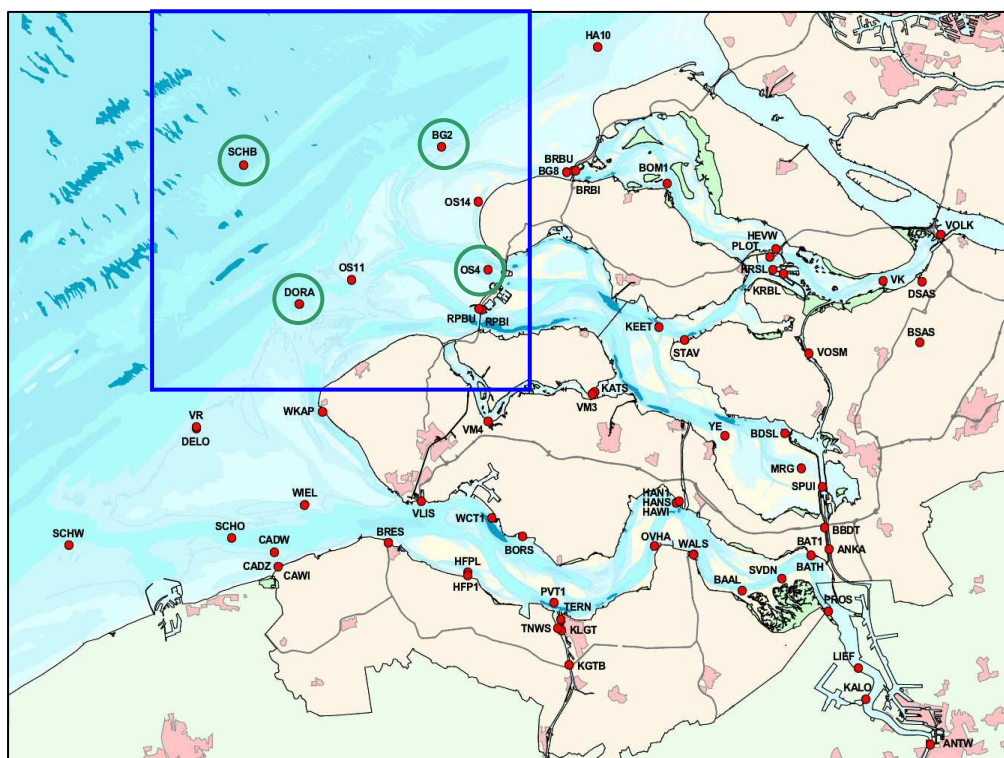 HA10
BG2
SCHB
BRBU
BG8
BRBI
BOM1
OS14
VOLK
HEVW
PLOT
OS4
KRSL
KRBL
VK
DSAS
OS11
DORA
RPBU
RPBI
KEET
STAV
BSAS
VOSM
KATS
VM3
WKAP
VR
DELO
VM4
YE
BDSL
MRG
SPUI
WIEL
VLIS
HAN1
HANS
HAWI
WCT1
SCHW
SCHO
CADW
BRES
BORS
OVHA
WALS
BBDT
BAT1
ANKA
BATH
CADZ
CAWI
HFPL
HFP1
SVDN
BAAL
PVT1
TERN
PROS
TNWS
KLGT
KGTB
LIEF
KALO
ANTW